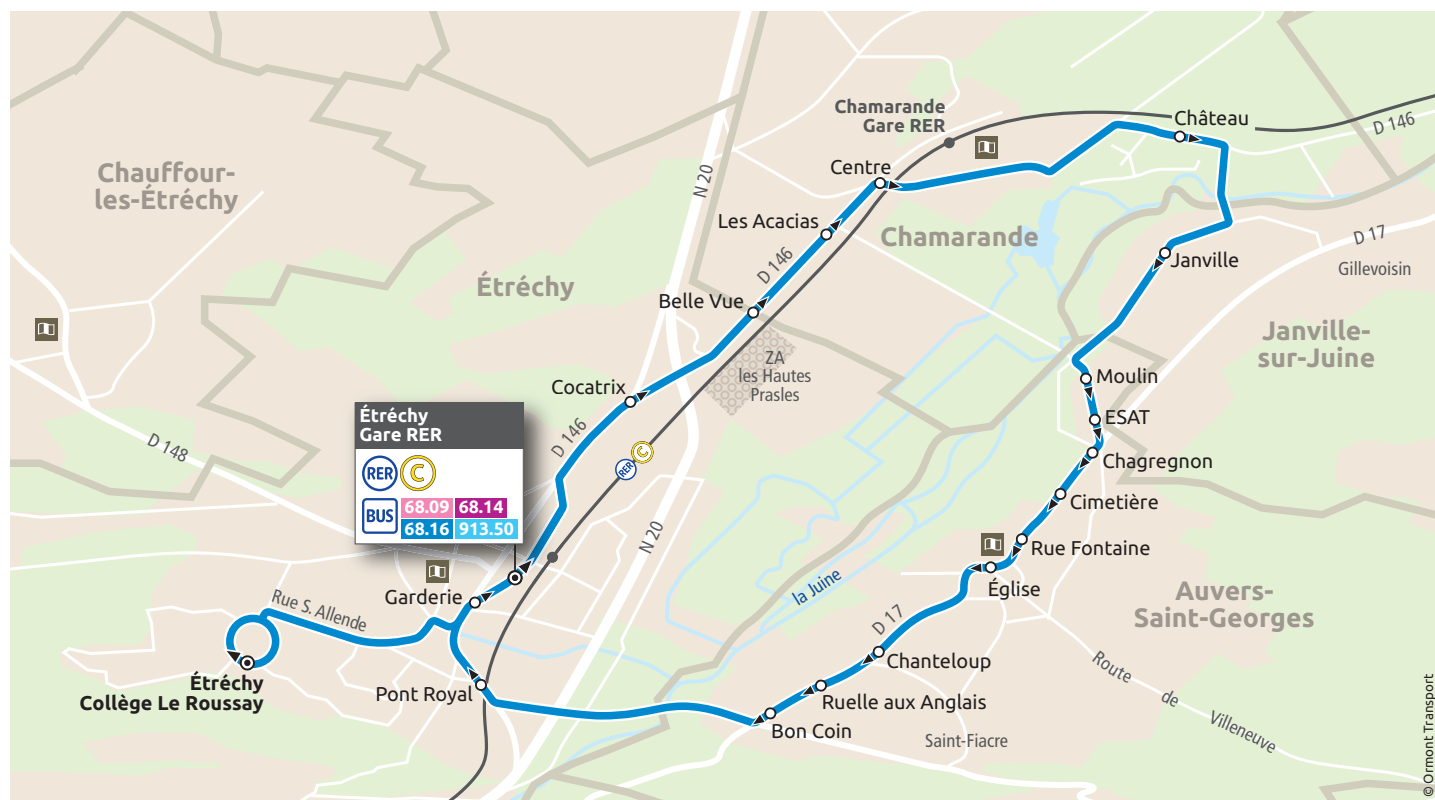 Chamarande
Gare RER
Château
D 146
Chauffour-
les-Étréchy
N 20
Centre
Les Acacias
Chamarande
D 17
Gillevoisin
Janville
D 146
Étréchy
Belle Vue
Janville-
sur-Juine
ZA
les Hautes
Prasles
Moulin
Cocatrix
ESAT
Étréchy
Gare RER
RER C
BUS
68.09 68.14
68.16 913.50
D 148
D 146
RER C
Chagregnon
Cimetière
N 20
Rue Fontaine
Église
la Juine
Auvers-
Saint-Georges
Garderie
Rue S. Allende
D 17
Chanteloup
Étréchy
Collège Le Roussay
Pont Royal
Ruelle aux Anglais
Bon Coin
Saint-Fiacre
Route de Villeneuve
© Ormont Transport